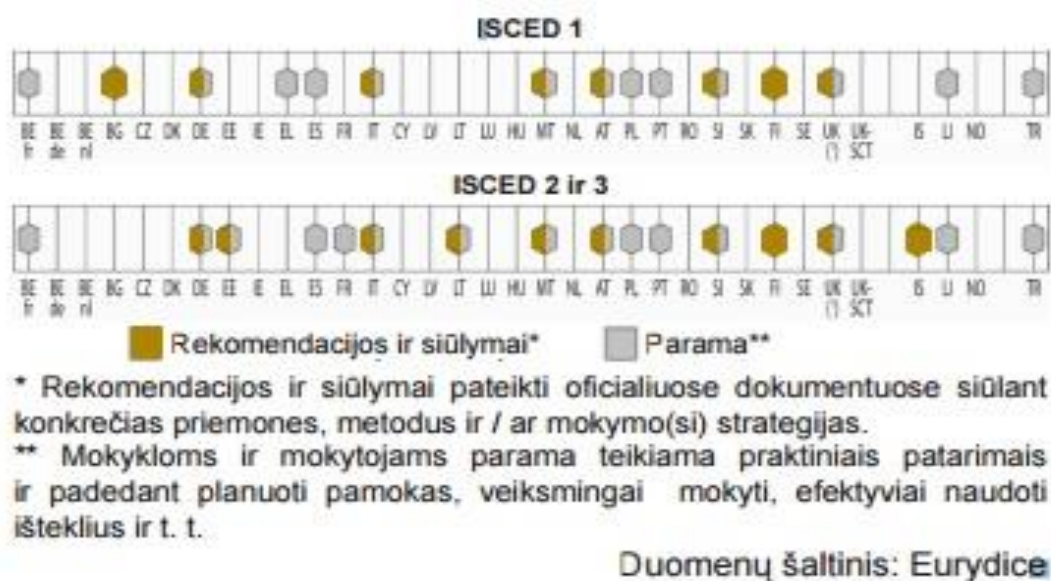 ISCED 1
BE BE BE BG CZ DK DE EE IE EL ES FR IT CY LV LT LU HU MT NL AT PL PT RO SI SK FI SE UK UK- IS LI NO TR
fr de nl (1) SCT
ISCED 2 ir 3
BE BE BE BG CZ DK DE EE IE EL ES FR IT CY LV LT LU HU MT NL AT PL PT RO SI SK FI SE UK UK- IS LI NO TR
fr de nl (1) SCT
Rekomendacijos ir siūlymai* Parama**
* Rekomendacijos ir siūlymai pateikti oficialiuose dokumentuose siūlant
konkrečias priemones, metodus ir / ar mokymo(si) strategijas.
** Mokykloms ir mokytojams parama teikiama praktiniais patarimais
ir padedant planuoti pamokas, veiksmingai mokyti, efektyviai naudoti
išteklius ir t. t.
Duomenų šaltinis: Eurydice